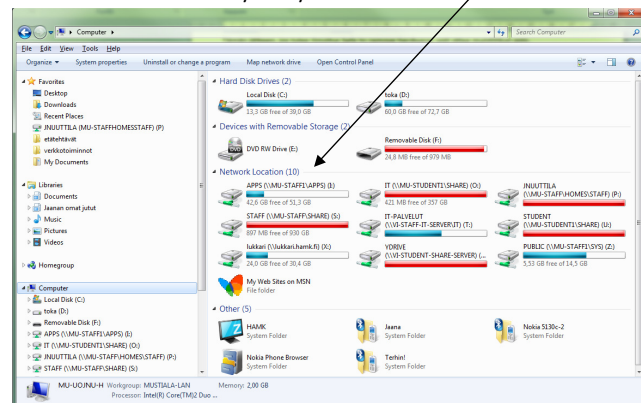 Computer
Search Computer
File Edit View Tools Help
Organize System properties Uninstall or change a program Map network drive Open Control Panel
Favorites
Desktop
Downloads
Recent Places
JNUUTTILA (MU-STAFFHOMESSTAFF) (P)
etätehtävät
verkkotoiminnot
My Documents
Libraries
Documents
Jaanan omat jutut
Music
Pictures
Videos
Homegroup
Computer
Local Disk (C:)
toka (D:)
Removable Disk (F:)
APPS (\\MU-STAFF1\APPS) (I:)
IT (\\MU-STUDENT1\SHARE) (O:)
JNUUTTILA (\\MU-STAFF\HOMES\STAFF) (P:)
STAFF (\\MU-STAFF\SHARE) (S:)
Hard Disk Drives (2)
Local Disk (C:)
13,3 GB free of 39,0 GB
toka (D:)
60,0 GB free of 72,7 GB
Devices with Removable Storage (2)
DVD RW Drive (E:)
Removable Disk (F:)
24,8 MB free of 979 MB
Network Location (10)
APPS (\\MU-STAFF1\APPS) (I:)
42,6 GB free of 51,3 GB
IT (\\MU-STUDENT1\SHARE) (O:)
421 MB free of 357 GB
JNUUTTILA
(\\MU-STAFF\HOMES\STAFF) (P:)
STAFF (\\MU-STAFF\SHARE) (S:)
897 MB free of 930 GB
IT-PALVELUT
(\\VI-STAFF-IT-SERVER\IT) (T:)
STUDENT
(\\MU-STUDENT1\SHARE) (U:)
lukkari (\\lukkari.hamk.fi) (X:)
24,0 GB free of 30,4 GB
YDRIVE
(\\VI-STUDENT-SHARE-SERVER) (...
PUBLIC (\\MU-STAFF1\SYS) (Z:)
5,53 GB free of 14,5 GB
My Web Sites on MSN
File folder
Other (5)
HAMK
System Folder
Jaana
System Folder
Nokia 5130c-2
System Folder
Nokia Phone Browser
System Folder
Terhin!
System Folder
MU-UOJNU-H Workgroup: MUSTIALA-LAN Memory: 2,00 GB
Processor: Intel(R) Core(TM)2 Duo ...